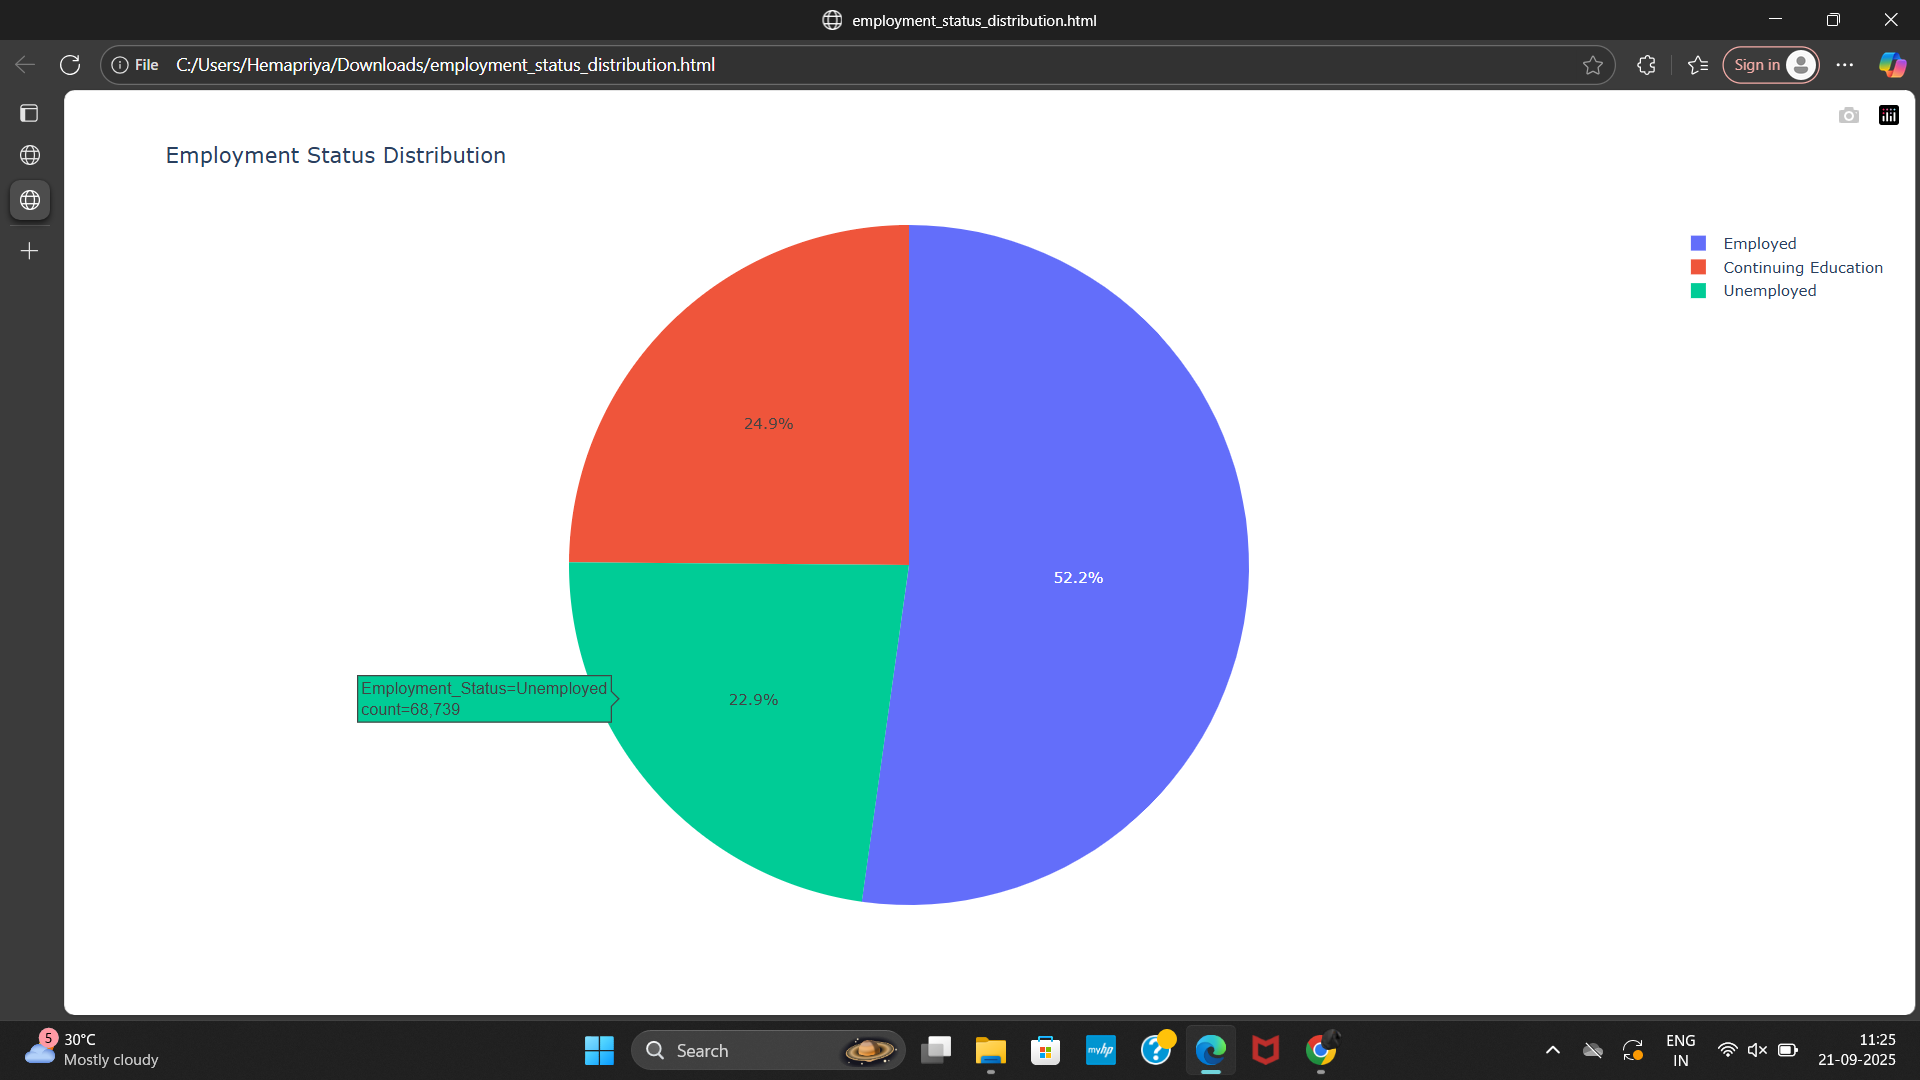 employment_status_distribution.html
File
C:/Users/Hemapriya/Downloads/employment_status_distribution.html
Sign in
Employment Status Distribution
Employed
Continuing Education
Unemployed
24.9%
52.2%
22.9%
Employment_Status=Unemployed
count=68,739
5
30°C
Mostly cloudy
Search
myhp
ENG
IN
11:25
21-09-2025